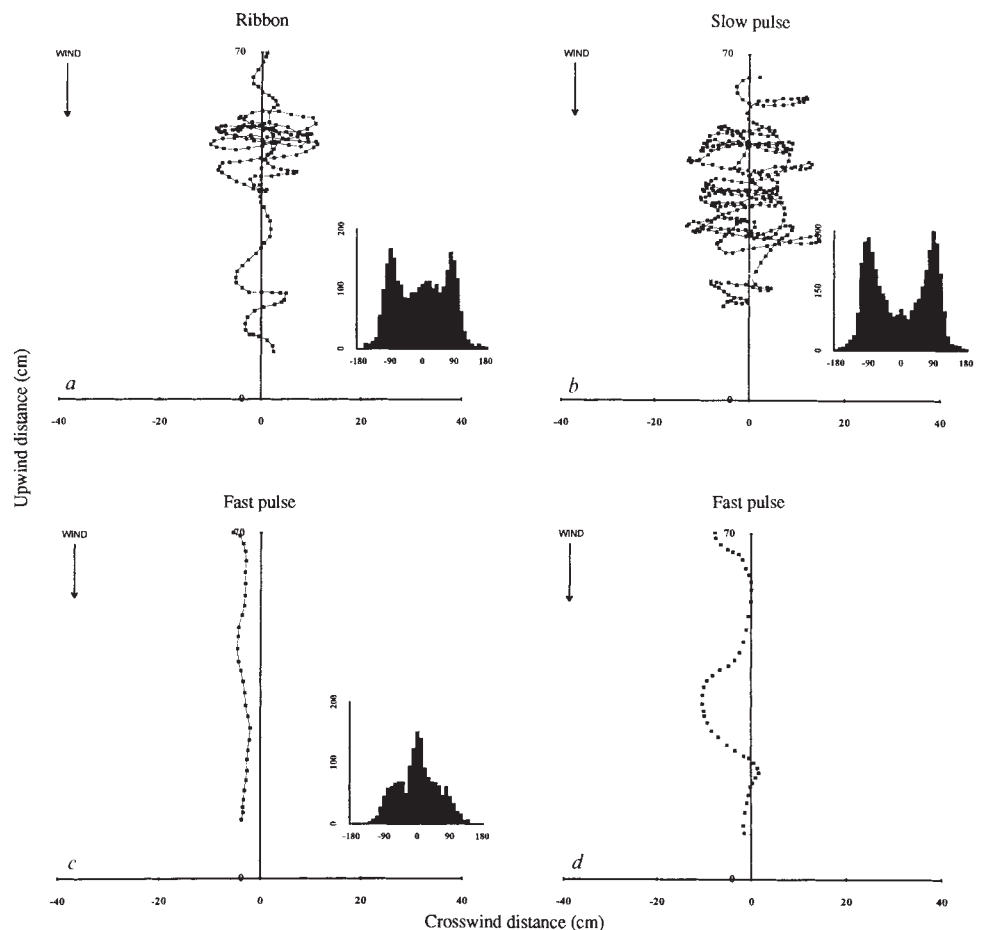 Ribbon
WIND
70
200
100
0
-180 -90 0 90 180
a
0
-40 -20 0 20 40
Slow pulse
WIND
70
300
150
0
-180 -90 0 90 180
b
0
-40 -20 0 20 40
Upwind distance (cm)
Fast pulse
WIND
70
200
100
0
-180 -90 0 90 180
c
0
-40 -20 0 20 40
Fast pulse
WIND
70
d
0
-40 -20 0 20 40
Crosswind distance (cm)